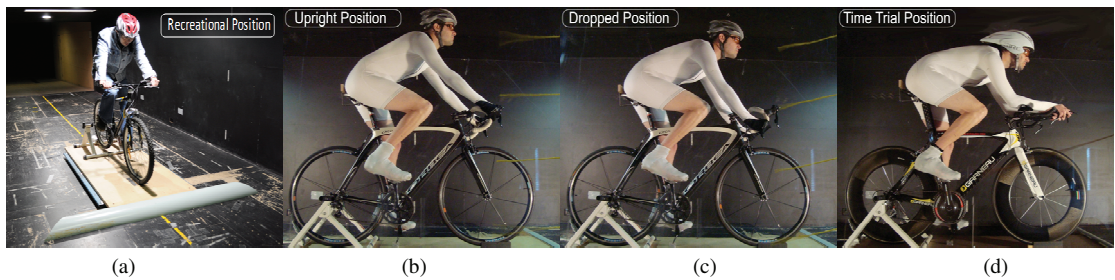 Recreational Position
Upright Position
Dropped Position
Time Trial Position
GARNEAU
(a)
(b)
(c)
(d)